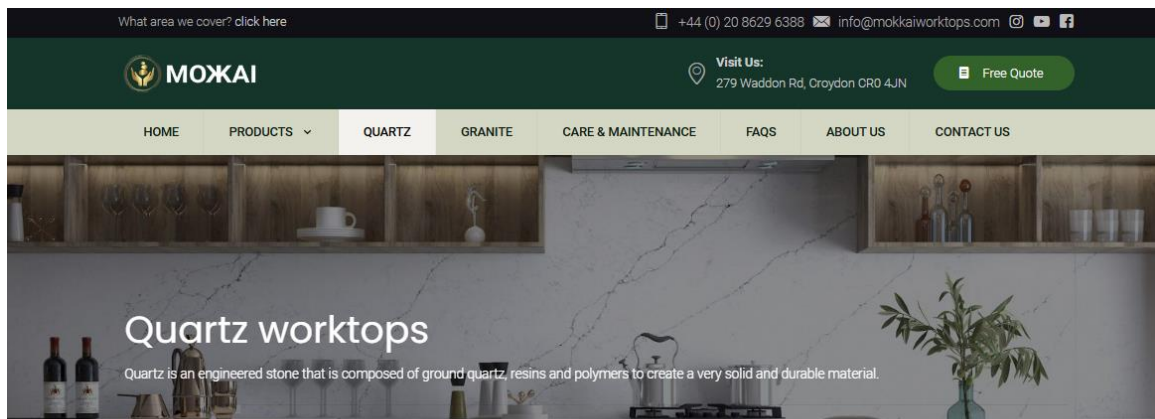 What area we cover? click here
+44 (0) 20 8629 6388 info@mokkaiworktops.com
MOKKAI
Visit Us:
279 Waddon Rd, Croydon CR0 4JN
Free Quote
HOME PRODUCTS QUARTZ GRANITE CARE & MAINTENANCE FAQS ABOUT US CONTACT US
Quartz worktops
Quartz is an engineered stone that is composed of ground quartz, resins and polymers to create a very solid and durable material.